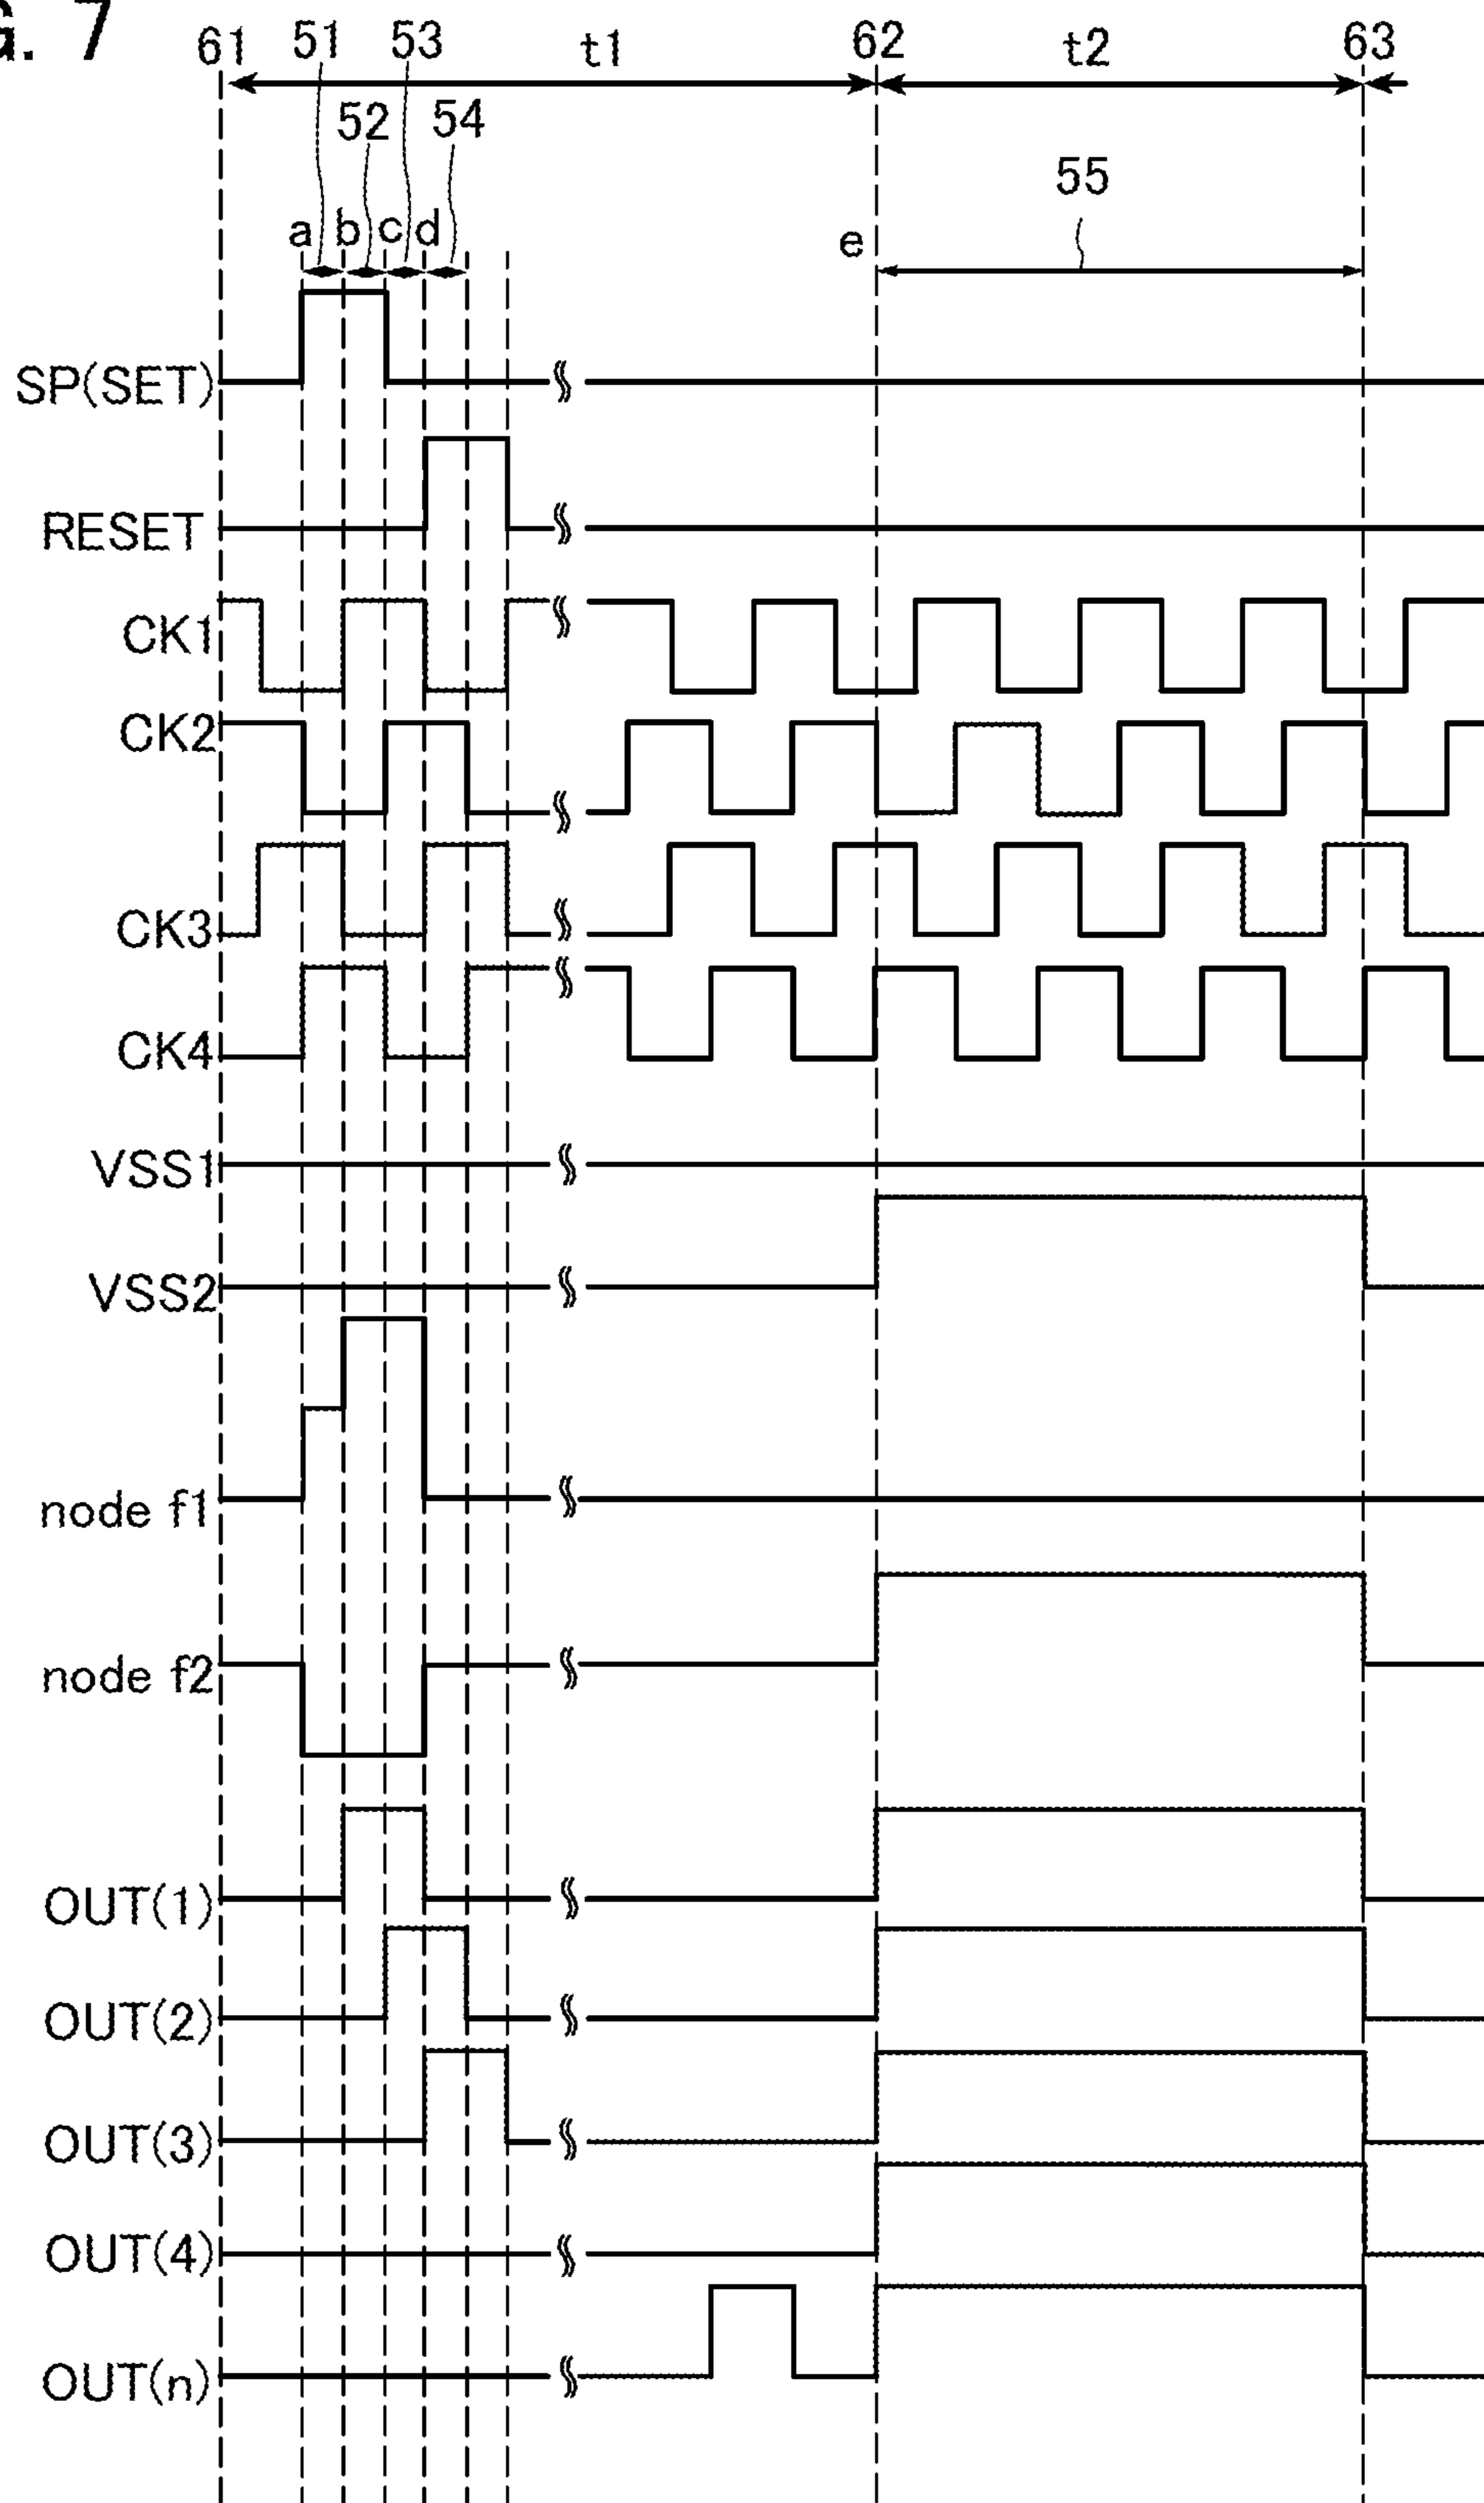 G. 7
61 51 53 t1 62 t2 63
52 54
55
a b c d e
SP(SET)
RESET
CK1
CK2
CK3
CK4
VSS1
VSS2
node f1
node f2
OUT(1)
OUT(2)
OUT(3)
OUT(4)
OUT(n)